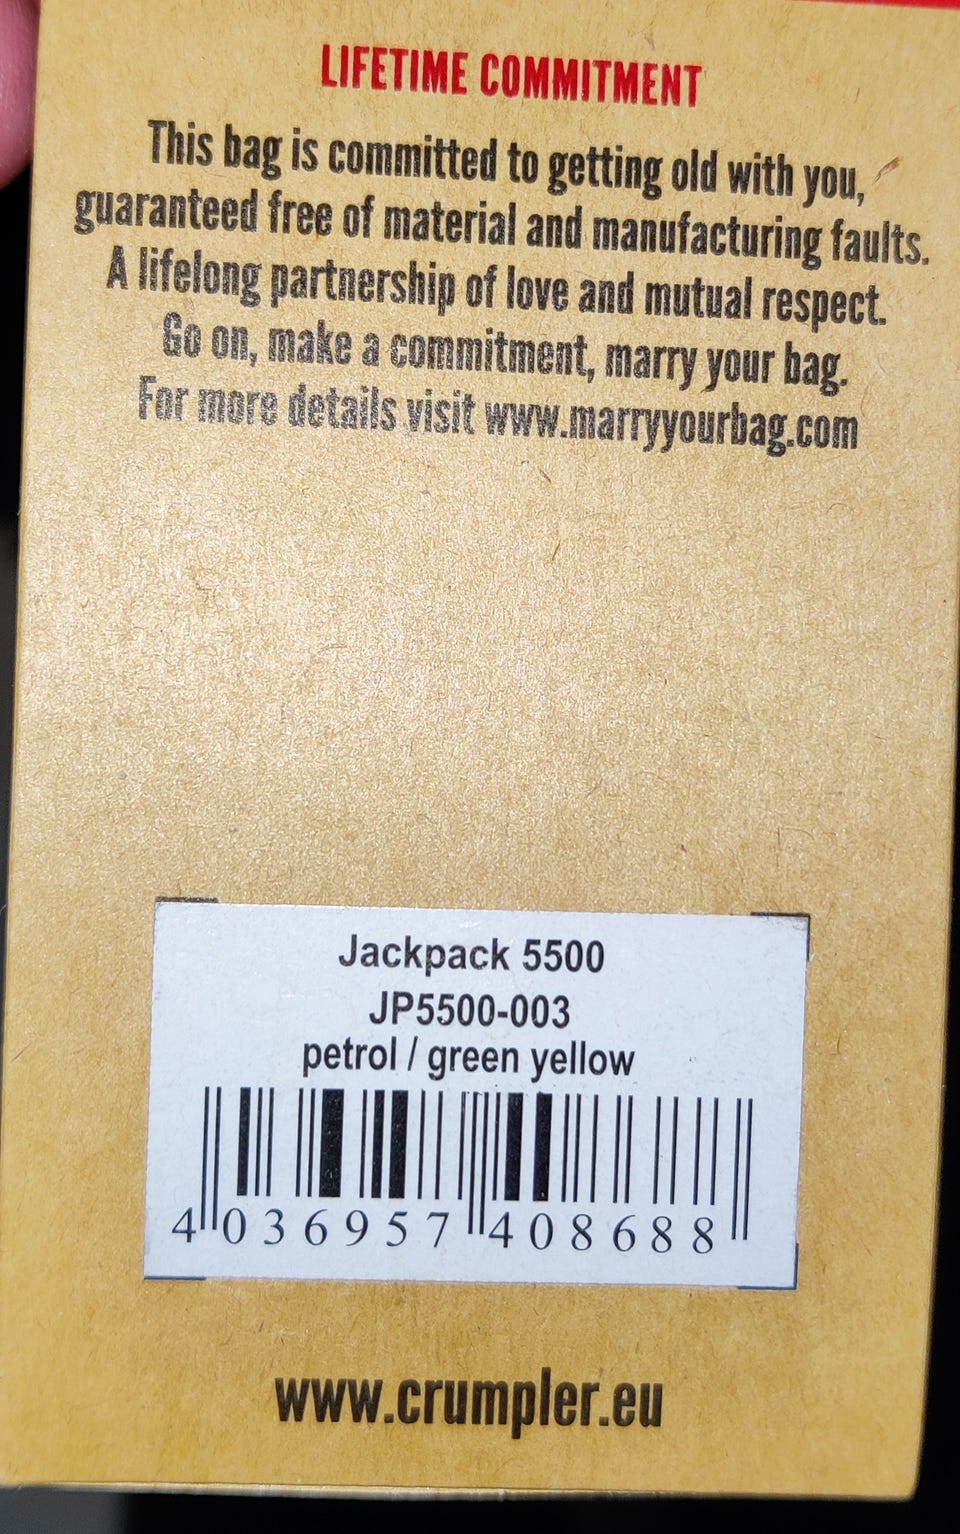 LIFETIME COMMITMENT
This bag is committed to getting old with you,
guaranteed free of material and manufacturing faults.
A lifelong partnership of love and mutual respect.
Go on, make a commitment, marry your bag.
For more details visit www.marryyourbag.com
Jackpack 5500
JP5500-003
petrol / green yellow
4 036957 408688
www.crumpler.eu